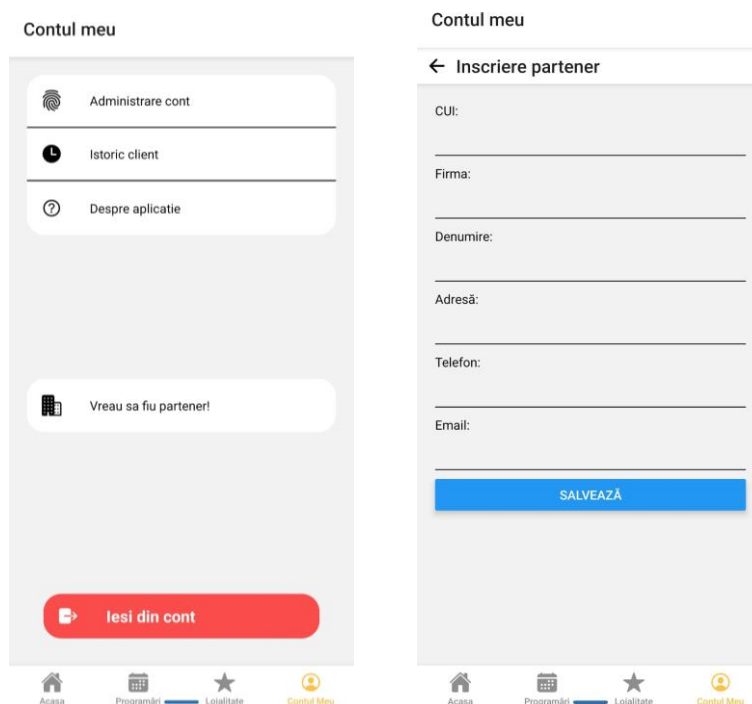 Contul meu
Administrare cont
Istoric client
Despre aplicatie
Vreau sa fiu partener!
Iesi din cont
Acasa
Programări
Loialitate
Contul Meu
Contul meu
Inscriere partener
CUI:
Firma:
Denumire:
Adresă:
Telefon:
Email:
SALVEAZĂ
Acasa
Programări
Loialitate
Contul Meu